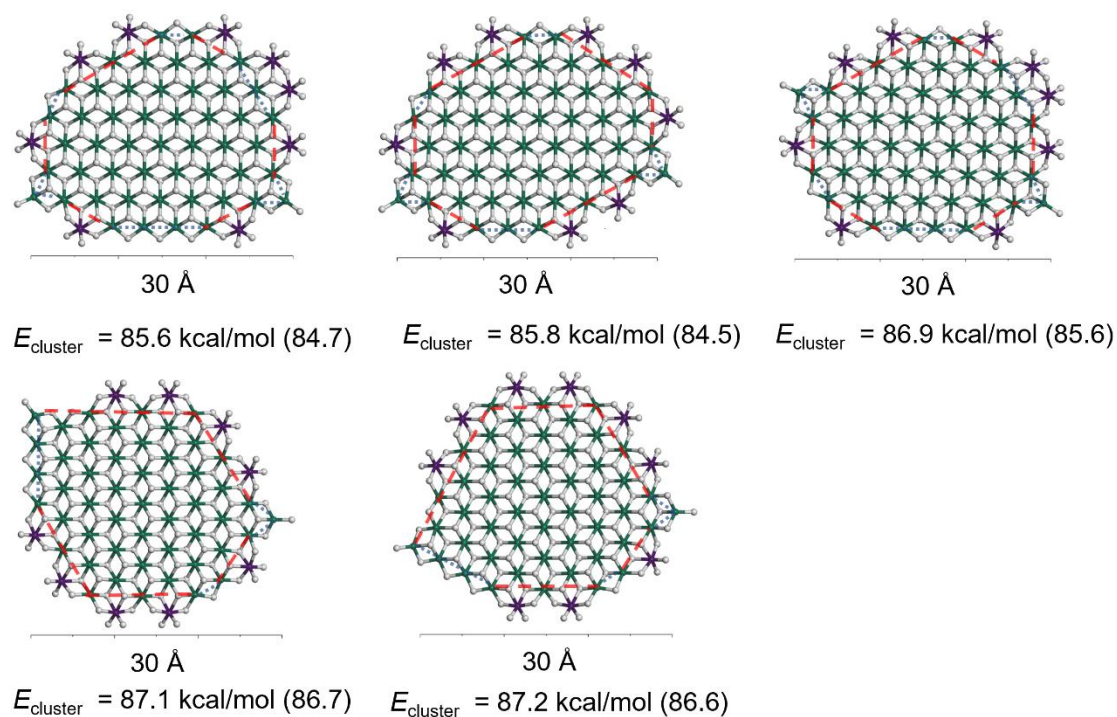 30 Å
30 Å
30 Å
E_cluster = 85.6 kcal/mol (84.7)
E_cluster = 85.8 kcal/mol (84.5)
E_cluster = 86.9 kcal/mol (85.6)
30 Å
30 Å
E_cluster = 87.1 kcal/mol (86.7)
E_cluster = 87.2 kcal/mol (86.6)